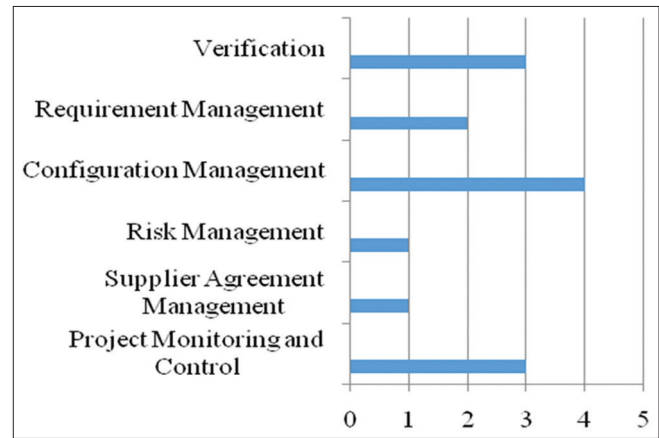 Verification
Requirement Management
Configuration Management
Risk Management
Supplier Agreement
Management
Project Monitoring and
Control
0 1 2 3 4 5